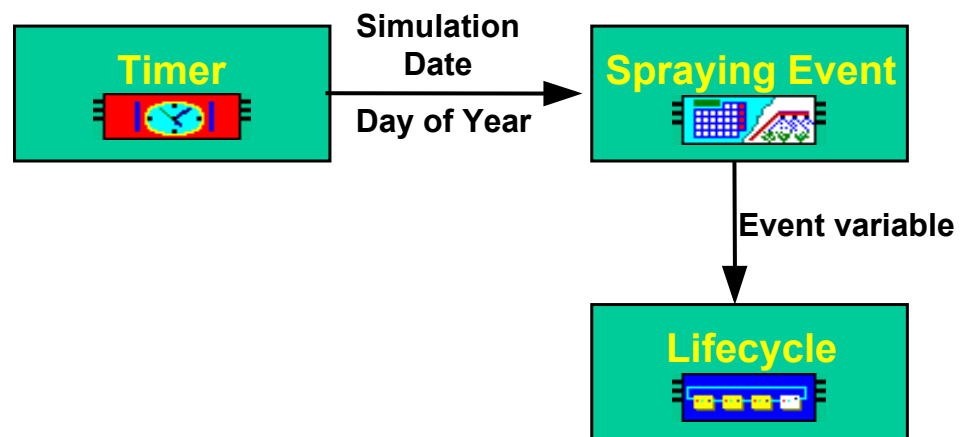 Timer
Simulation
Date
Day of Year
Spraying Event
Event variable
Lifecycle